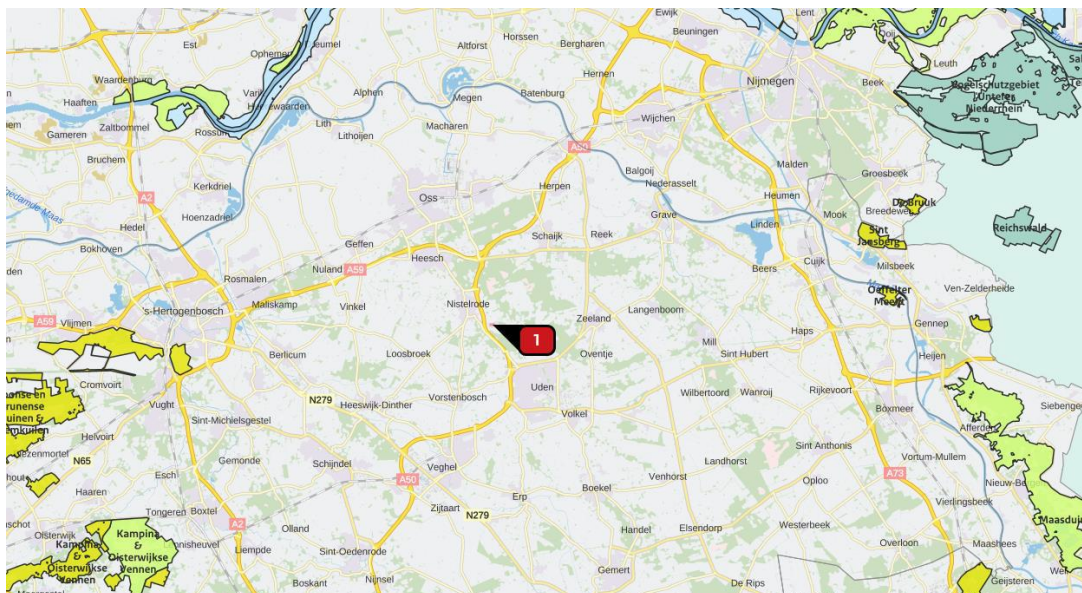 Est
Ophemert
Altforst
Horssen
Bergharen
Ewijk
Beuningen
Lent
Leuth
Waardenburg
Haaften
Gameren
Zaltbommel
Heerewaarden
Rossum
Alphen
Lith
Lithoijen
Megen
Macharen
Batenburg
Hernen
Wijchen
Nijmegen
Beek
Vogelschutzgebiet
Unterer
Niederrhein
Bruchem
A2
Kerkdriel
Hoenzadriel
Hedel
Bokhoven
Oss
Herpen
A50
Balgoij
Nederasselt
Malden
Groesbeek
Heumen
Mook
Breedeweg
De Bruuk
Reichswald
Grave
Linden
Sint
Jansberg
Milsbeek
Cuijk
Beers
Geffen
Schaijk
Reek
Heesch
Nuland
A59
Rosmalen
Maliskamp
Vinkel
Nistelrode
Zeeland
Langenboom
Oeffelter
Meent
Ven-Zelderheide
Gennep
Heijen
Haps
's-Hertogenbosch
A59
Vlijmen
Berlicum
Loosbroek
1
Oventje
Mill
Sint Hubert
Cromvoirt
Vught
Uden
Wilbertoord
Wanroij
Rijkevoort
Boxmeer
Siebengewald
Afferden
N279
Heeswijk-Dinther
Vorstenbosch
Volkel
Sint-Michielsgestel
Helvoirt
N65
Haaren
Esch
Gemonde
Schijndel
Veghel
A50
Venhorst
Landhorst
Sint Anthonis
Oploo
A73
Vortum-Mullem
Vierlingsbeek
Tongeren
Boxtel
Oisterwijk
A2
Olland
Liempde
Sint-Oedenrode
Zijtaart
N279
Erp
Boekel
Handel
Elsendorp
Westerbeek
Overloon
Maashees
Maasduinen
Kampina
&
Oisterwijkse
Vennen
Kampina
&
Oisterwijkse
Vennen
Boskant
Nijnsel
Gemert
De Rips
Geijsteren